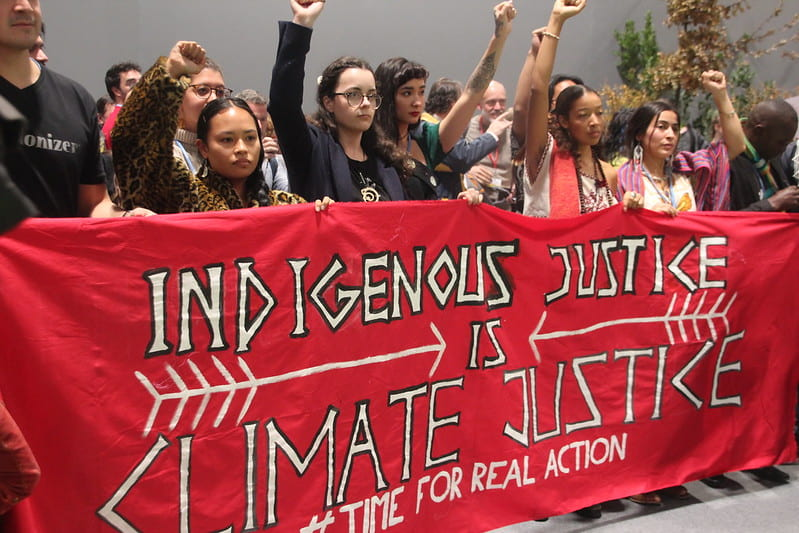 onizer
INDIGENOUS JUSTICE
IS
CLIMATE JUSTICE
#TIME FOR REAL ACTION